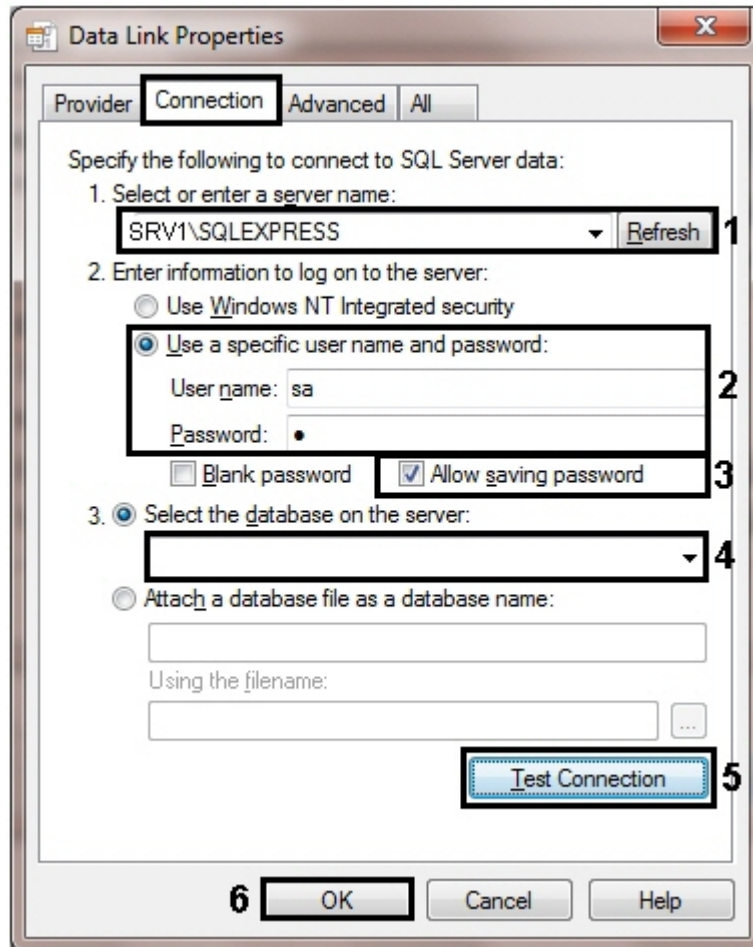 Data Link Properties
Provider Connection Advanced All
Specify the following to connect to SQL Server data:
1. Select or enter a server name:
SRV1\SQLEXPRESS Refresh 1
2. Enter information to log on to the server:
Use Windows NT Integrated security
Use a specific user name and password:
User name: sa 2
Password: ●
Blank password Allow saving password 3
3. Select the database on the server:
4
Attach a database file as a database name:
Using the filename:
...
Test Connection 5
6 OK Cancel Help